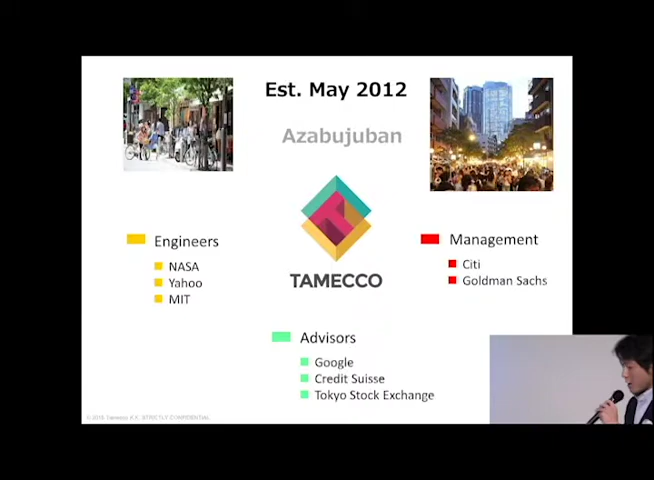 Est. May 2012
Azabujuban
TAMECCO
Engineers
NASA
Yahoo
MIT
Management
Citi
Goldman Sachs
Advisors
Google
Credit Suisse
Tokyo Stock Exchange
Tamecco K.K. STRICTLY CONFIDENTIAL